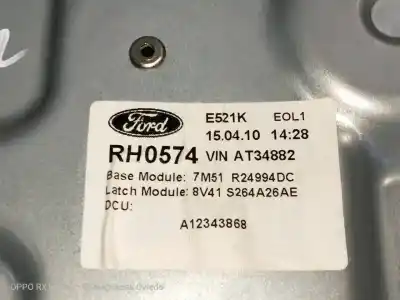 Ford
E521K EOL1
15.04.10 14:28
RH0574 VIN AT34882
Base Module: 7M51 R24994DC
Latch Module: 8V41 S264A26AE
DCU:
A12343868